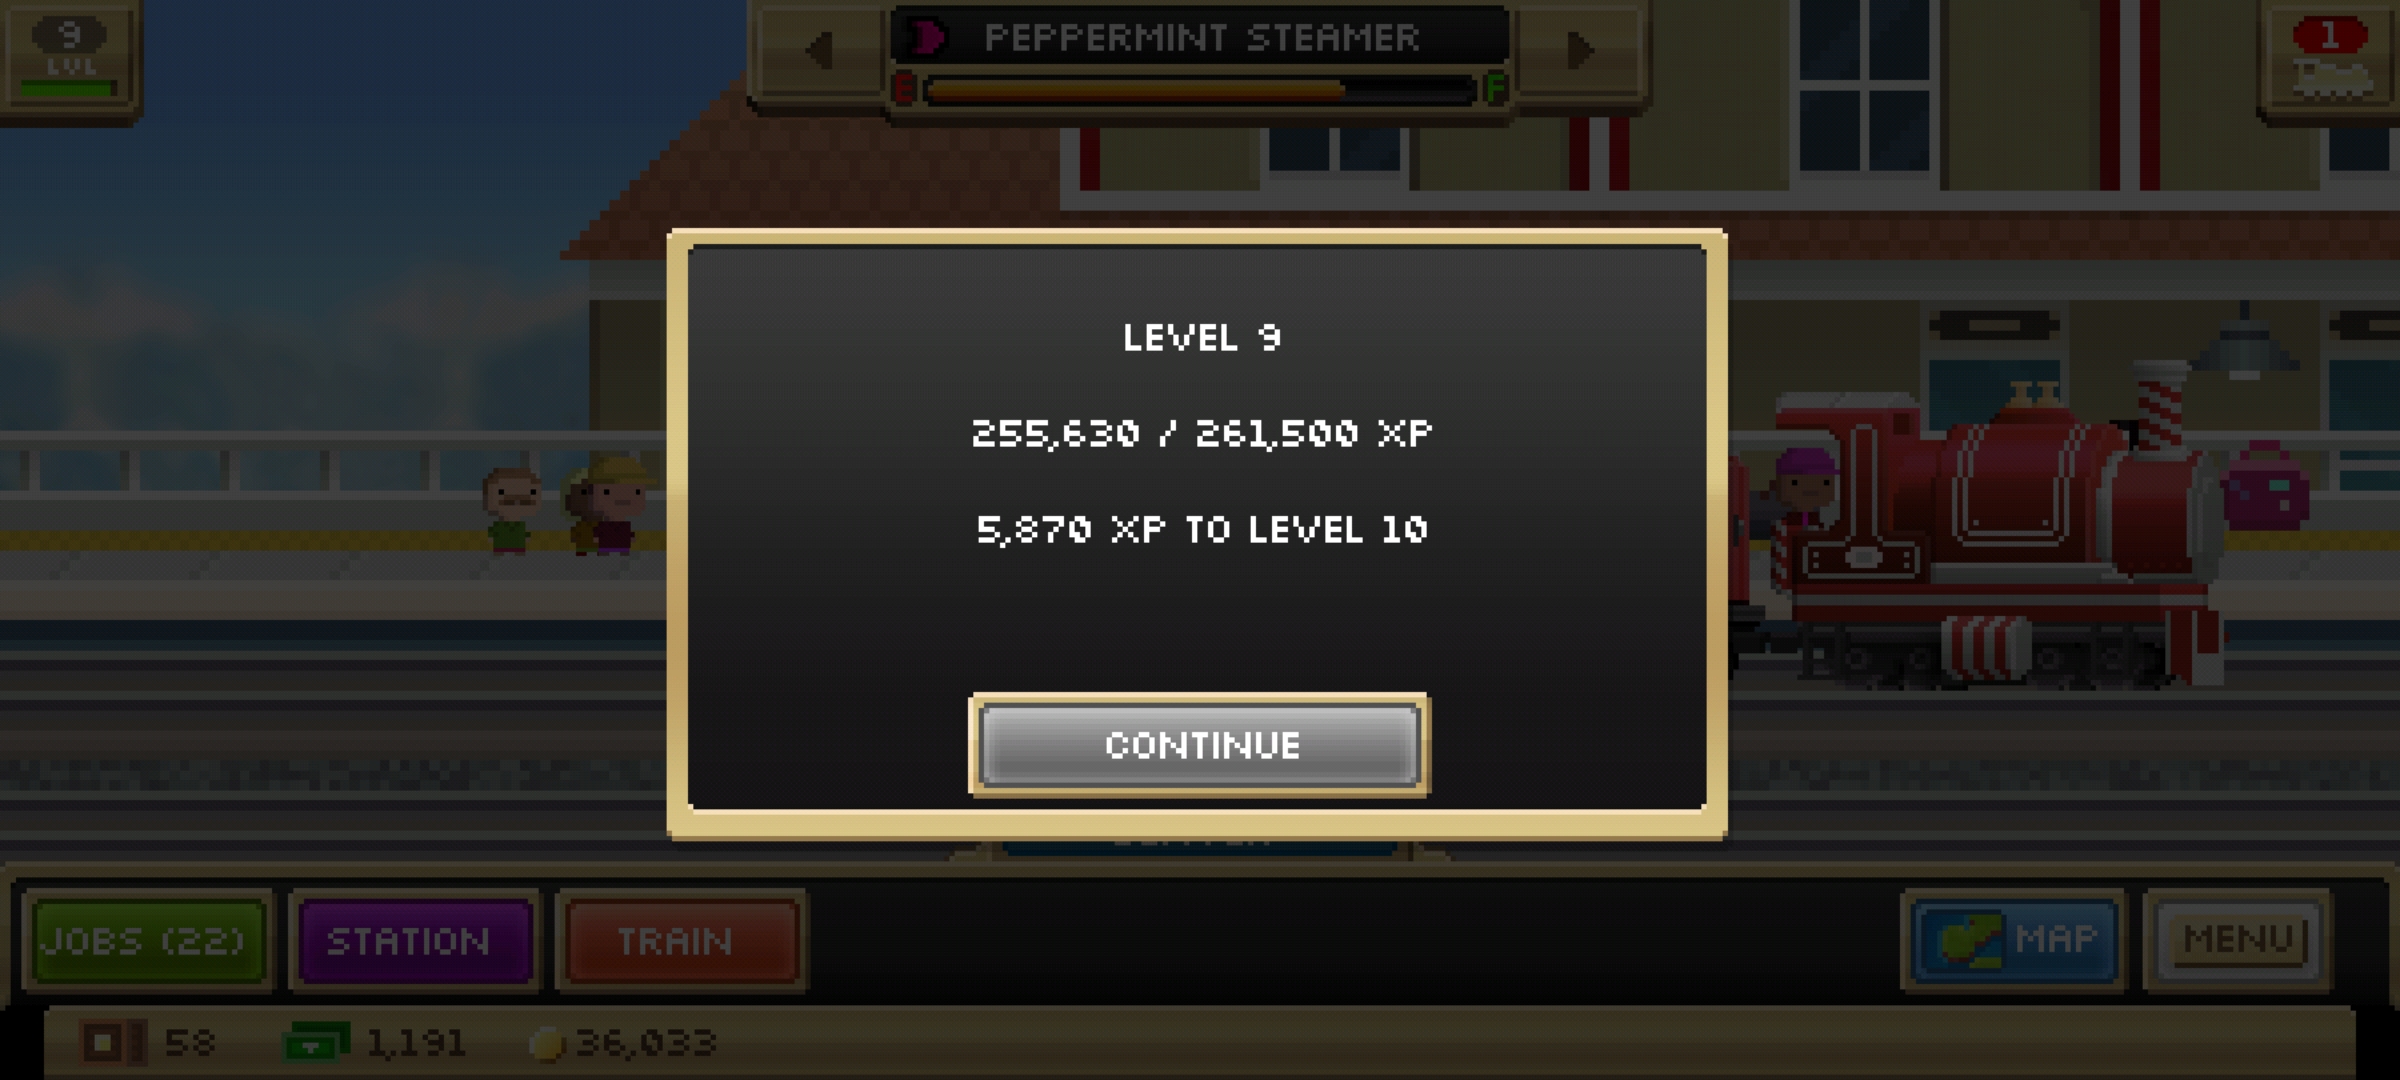 9
LVL
PEPPERMINT STEAMER
E
F
1
LEVEL 9
255,630 / 261,500 XP
5,870 XP TO LEVEL 10
CONTINUE
JOBS (22)
STATION
TRAIN
MAP
MENU
58
1,191
36,033